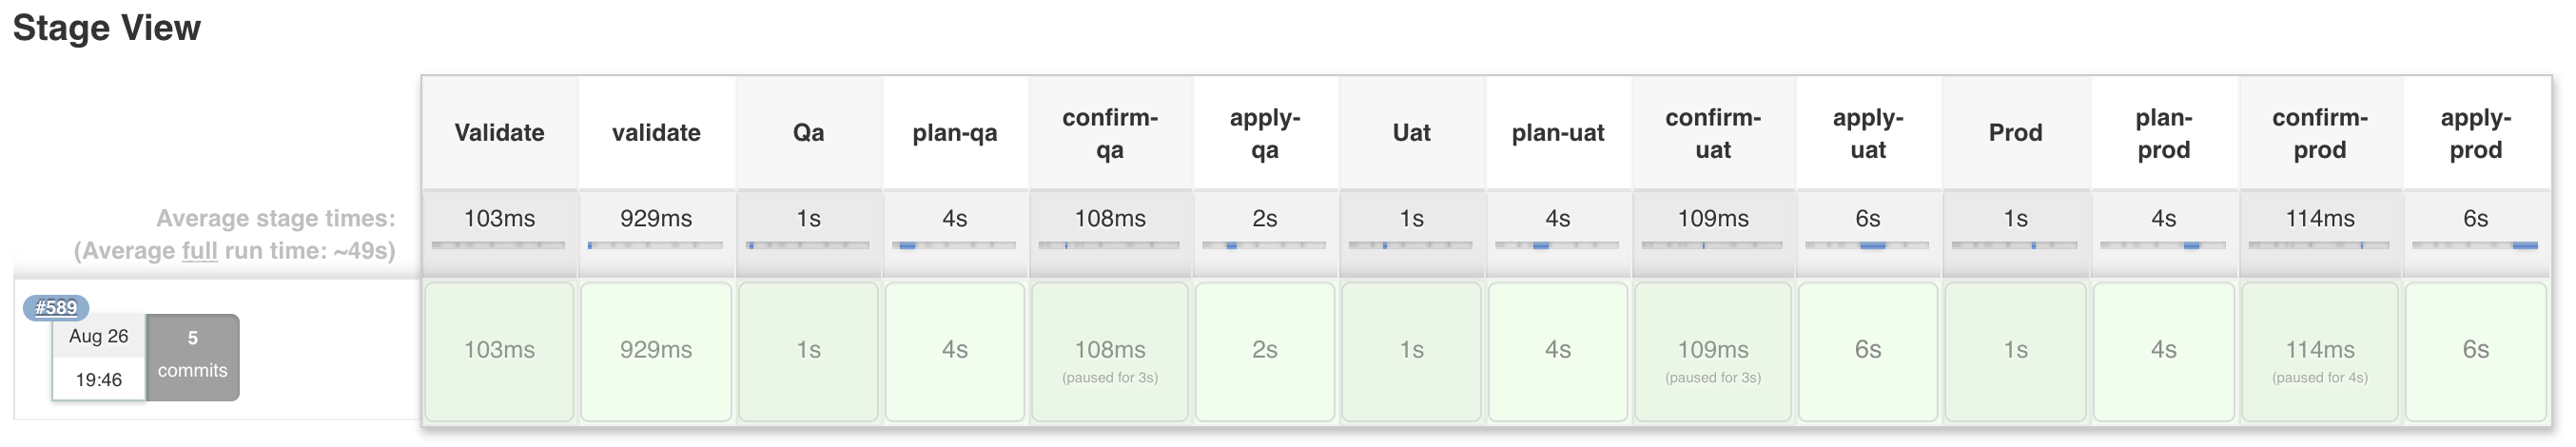 Stage View
Validate validate Qa plan-qa confirm- apply- Uat plan-uat confirm- apply- Prod plan- confirm- apply-
qa qa uat uat prod prod prod
Average stage times: 103ms 929ms 1s 4s 108ms 2s 1s 4s 109ms 6s 1s 4s 114ms 6s
(Average full run time: ~49s)
#589
Aug 26 5
19:46 commits
103ms 929ms 1s 4s 108ms 2s 1s 4s 109ms 6s 1s 4s 114ms 6s
(paused for 3s) (paused for 3s) (paused for 4s)